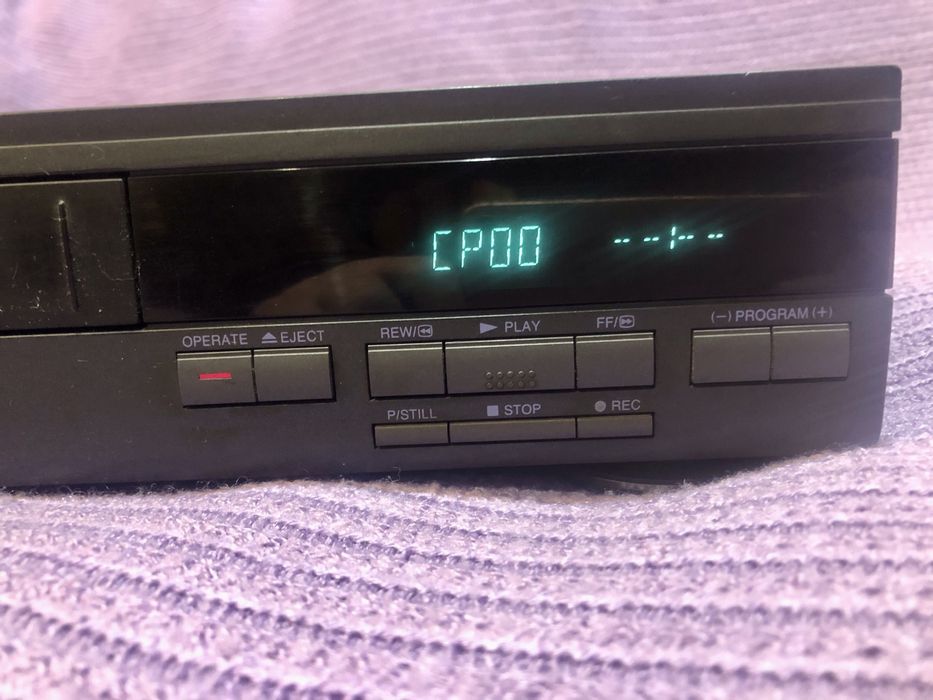 CP00 -- --:-- --
OPERATE ⏏EJECT REW/⏪ ▶ PLAY FF/⏩ (−) PROGRAM (+)
P/STILL ■ STOP ● REC